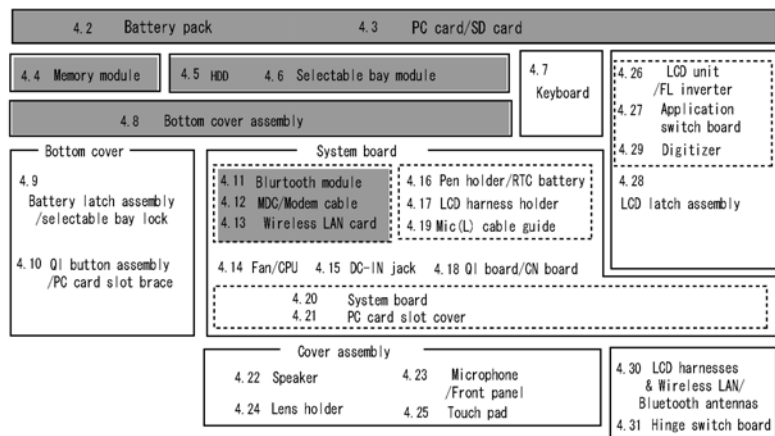 4.2 Battery pack 4.3 PC card/SD card
4.4 Memory module
4.5 HDD 4.6 Selectable bay module
4.7
Keyboard
4.8 Bottom cover assembly
4.26 LCD unit
/FL inverter
4.27 Application
switch board
4.29 Digitizer
4.28
LCD latch assembly
Bottom cover
4.9
Battery latch assembly
/selectable bay lock
4.10 QI button assembly
/PC card slot brace
System board
4.11 Blurtooth module
4.12 MDC/Modem cable
4.13 Wireless LAN card
4.16 Pen holder/RTC battery
4.17 LCD harness holder
4.19 Mic(L) cable guide
4.14 Fan/CPU 4.15 DC-IN jack 4.18 QI board/CN board
4.20 System board
4.21 PC card slot cover
Cover assembly
4.22 Speaker
4.23 Microphone
/Front panel
4.24 Lens holder
4.25 Touch pad
4.30 LCD harnesses
& Wireless LAN/
Bluetooth antennas
4.31 Hinge switch board